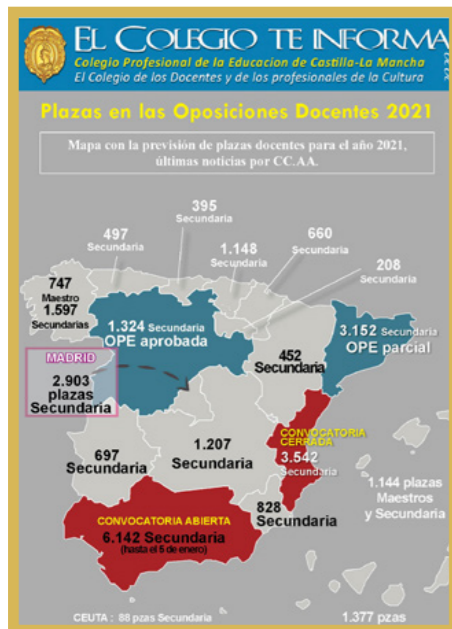 EL COLEGIO TE INFORMA
Colegio Profesional de la Educacion de Castilla-La Mancha
El Colegio de los Docentes y de los profesionales de la Cultura
Plazas en las Oposiciones Docentes 2021
Mapa con la previsión de plazas docentes para el año 2021,
últimas noticias por CC.AA.
395
Secundaria
497
Secundaria
660
Secundaria
1.148
Secundaria
208
Secundaria
747
Maestro
1.597
Secundarias
1.324 Secundaria
OPE aprobada
3.152 Secundaria
OPE parcial
MADRID
2.903
plazas
Secundaria
452
Secundaria
CONVOCATORIA
CERRADA
3.542
Secundaria
697
Secundaria
1.207
Secundaria
1.144 plazas
Maestros
y Secundaria
828
Secundaria
CONVOCATORIA ABIERTA
6.142 Secundaria
(hasta el 5 de enero)
CEUTA : 88 pzas Secundaria
1.377 pzas